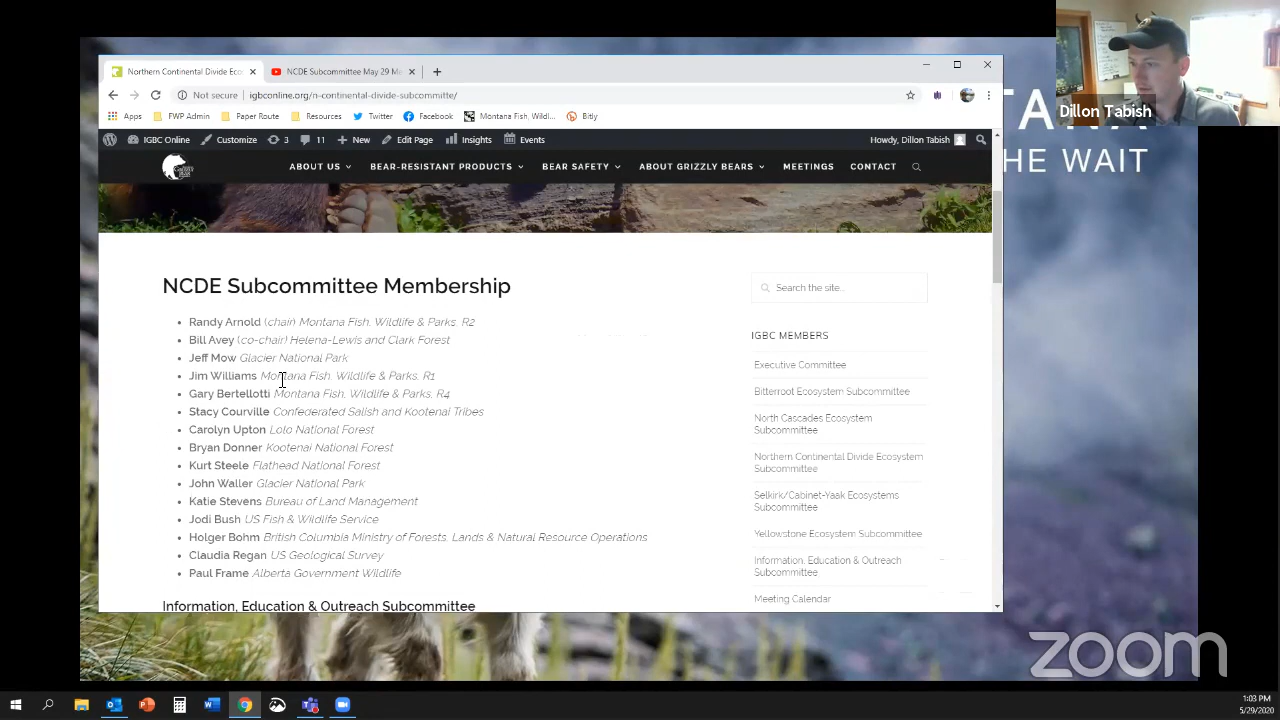 Northern Continental Divide Eco
NCDE Subcommittee May 29 Me
Not secure
igbconline.org/n-continental-divide-subcommitte/
Apps
FWP Admin
Paper Route
Resources
Twitter
Facebook
Montana Fish, Wildl...
Bitly
IGBC Online
Customize
3
11
New
Edit Page
Insights
Events
Howdy, Dillon Tabish
ABOUT US
BEAR-RESISTANT PRODUCTS
BEAR SAFETY
ABOUT GRIZZLY BEARS
MEETINGS
CONTACT
NCDE Subcommittee Membership
Randy Arnold (chair) Montana Fish, Wildlife & Parks, R2
Bill Avey (co-chair) Helena-Lewis and Clark Forest
Jeff Mow Glacier National Park
Jim Williams Montana Fish, Wildlife & Parks, R1
Gary Bertellotti Montana Fish, Wildlife & Parks, R4
Stacy Courville Confederated Salish and Kootenai Tribes
Carolyn Upton Lolo National Forest
Bryan Donner Kootenai National Forest
Kurt Steele Flathead National Forest
John Waller Glacier National Park
Katie Stevens Bureau of Land Management
Jodi Bush US Fish & Wildlife Service
Holger Bohm British Columbia Ministry of Forests, Lands & Natural Resource Operations
Claudia Regan US Geological Survey
Paul Frame Alberta Government Wildlife
Information, Education & Outreach Subcommittee
Search the site...
IGBC MEMBERS
Executive Committee
Bitterroot Ecosystem Subcommittee
North Cascades Ecosystem
Subcommittee
Northern Continental Divide Ecosystem
Subcommittee
Selkirk/Cabinet-Yaak Ecosystems
Subcommittee
Yellowstone Ecosystem Subcommittee
Information, Education & Outreach
Subcommittee
Meeting Calendar
Dillon Tabish
TANA
HE WAIT
zoom
1:03 PM
5/29/2020